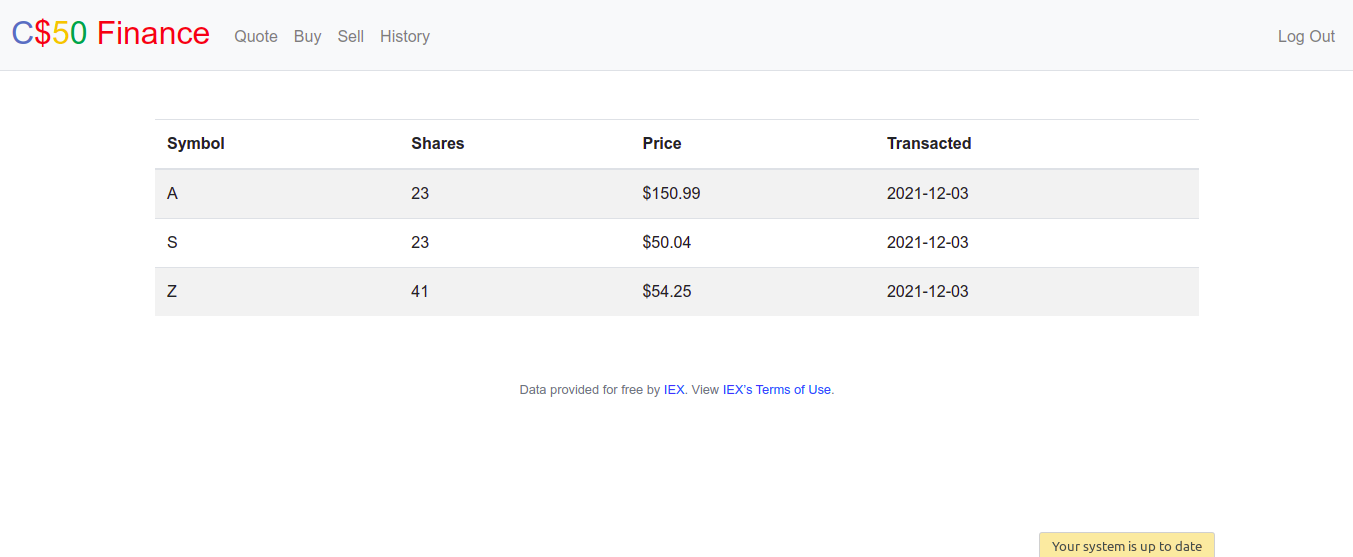 C$50 Finance Quote Buy Sell History Log Out
Symbol Shares Price Transacted
A 23 $150.99 2021-12-03
S 23 $50.04 2021-12-03
Z 41 $54.25 2021-12-03
Data provided for free by IEX. View IEX's Terms of Use.
Your system is up to date